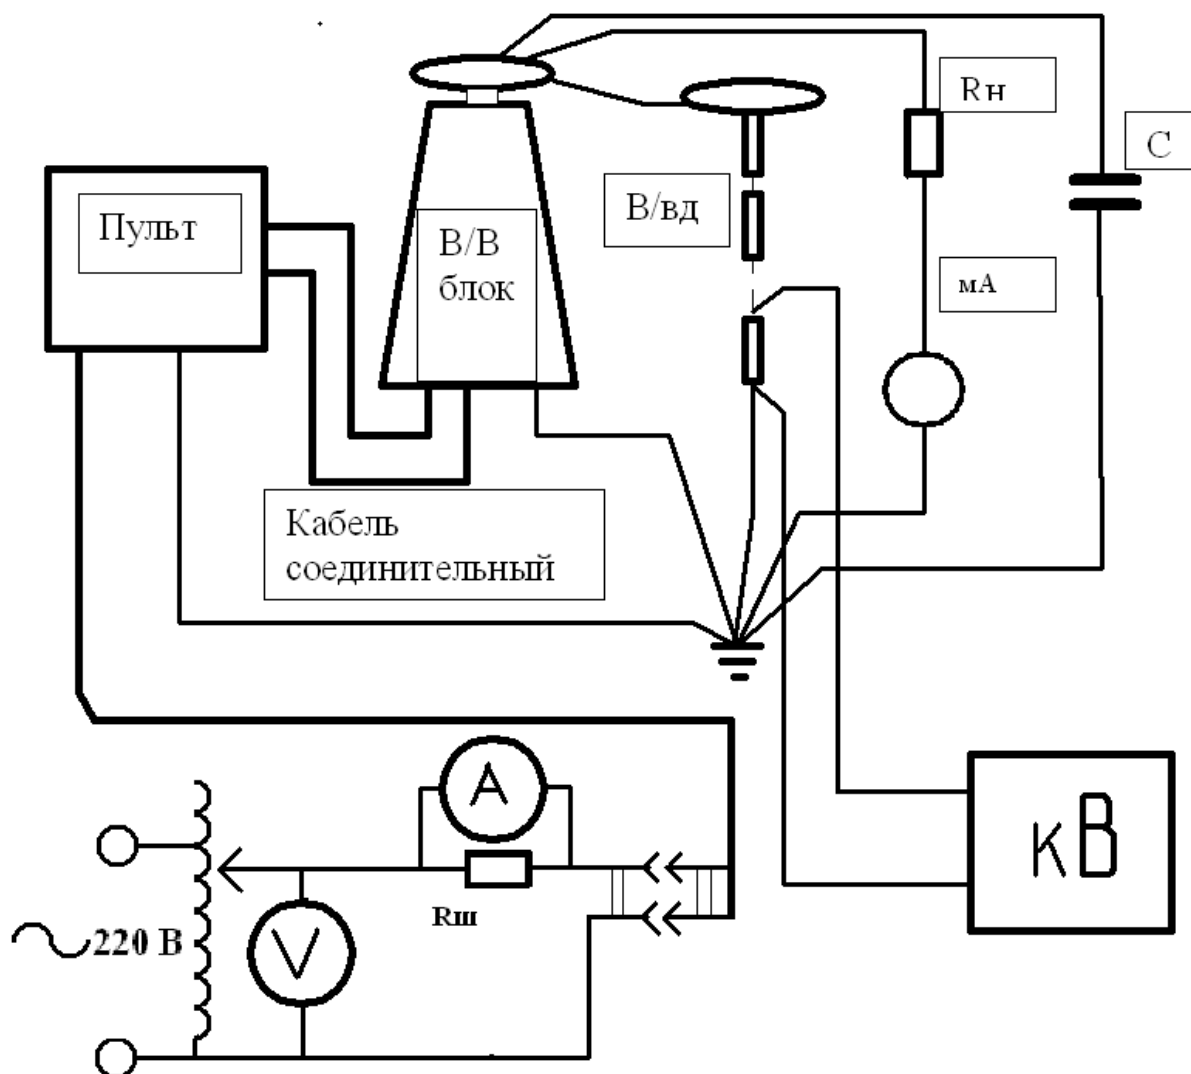 Rн
С
Пульт
В/В
блок
В/вд
мА
Кабель
соединительный
А
Rш
V
220 В
кВ